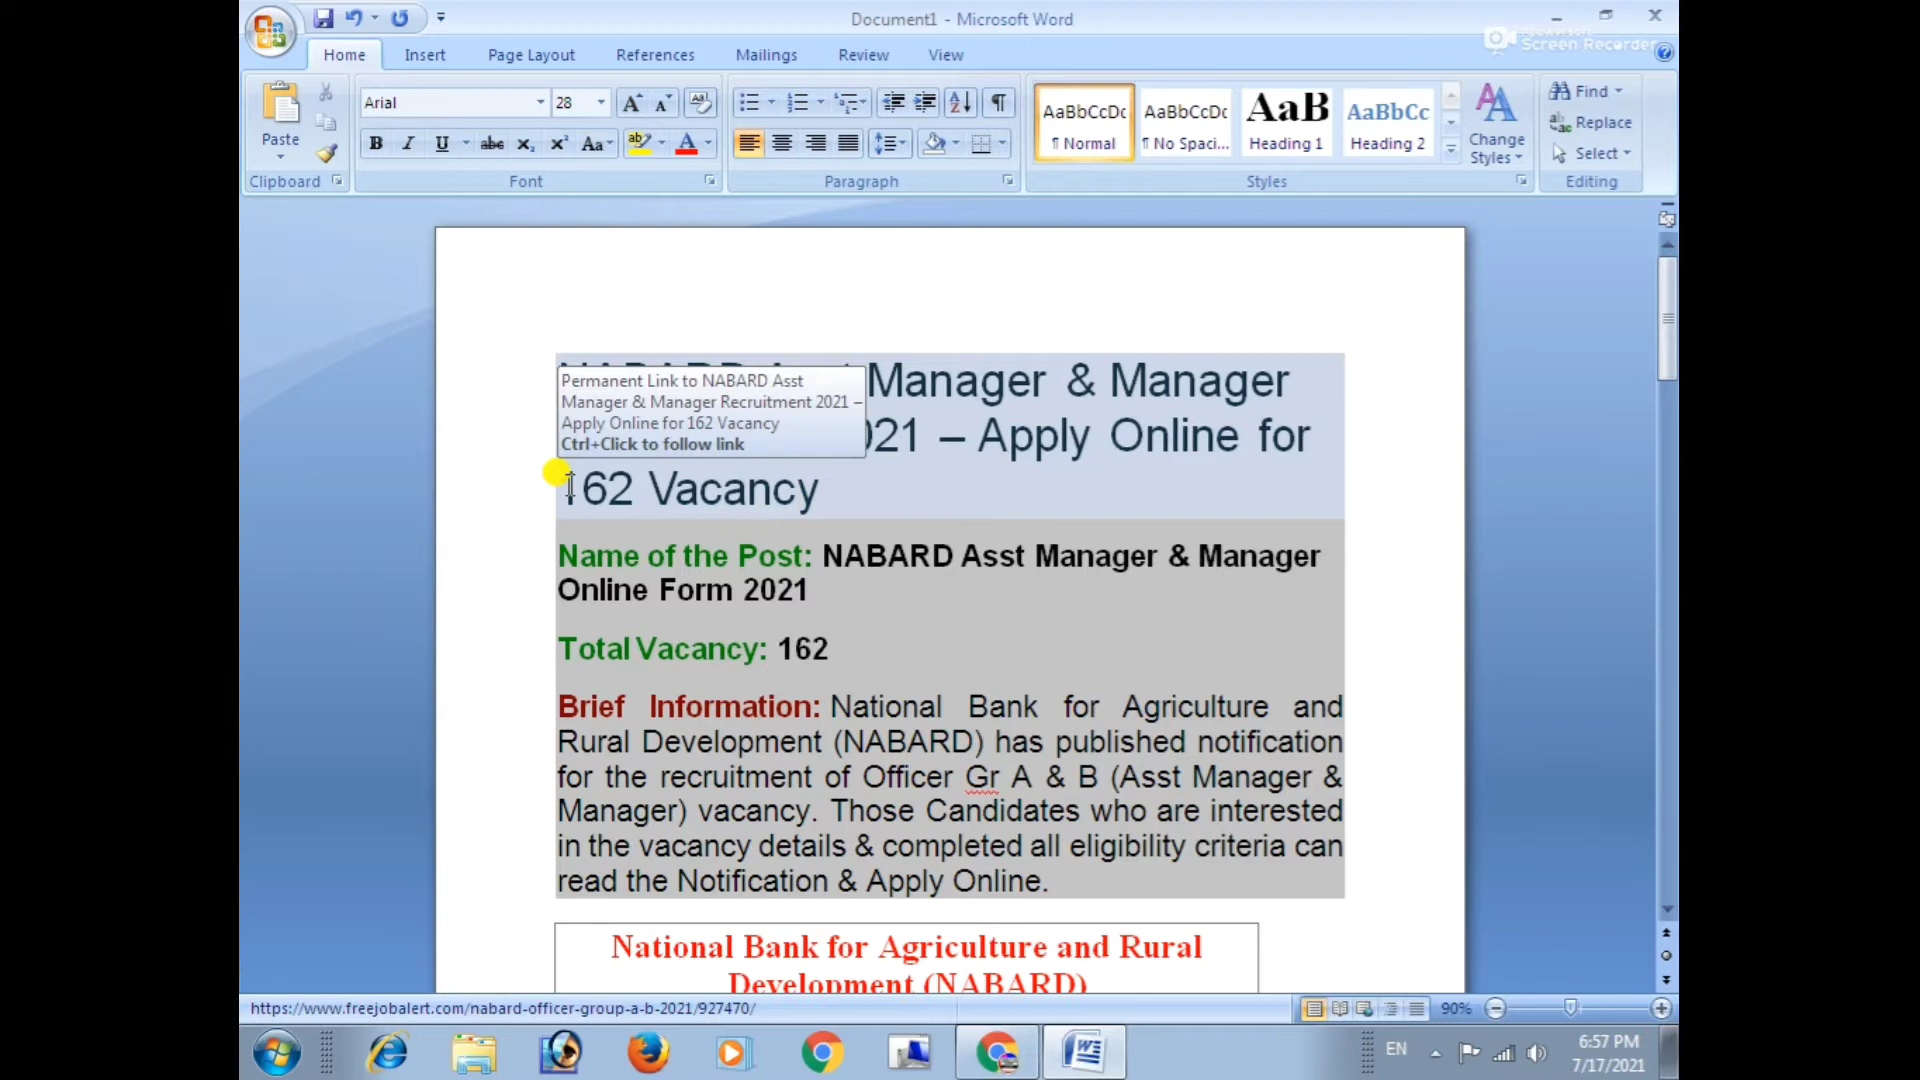 Document1 - Microsoft Word
Screen Recorder
Home Insert Page Layout References Mailings Review View
Paste
Clipboard
Arial 28
Font
Paragraph
AaBbCcDc AaBbCcDc AaB AaBbCc
¶ Normal ¶ No Spaci... Heading 1 Heading 2
Change
Styles
Styles
Find
Replace
Select
Editing
Manager & Manager
021 – Apply Online for
162 Vacancy
Permanent Link to NABARD Asst
Manager & Manager Recruitment 2021 –
Apply Online for 162 Vacancy
Ctrl+Click to follow link
Name of the Post: NABARD Asst Manager & Manager
Online Form 2021
Total Vacancy: 162
Brief Information: National Bank for Agriculture and
Rural Development (NABARD) has published notification
for the recruitment of Officer Gr A & B (Asst Manager &
Manager) vacancy. Those Candidates who are interested
in the vacancy details & completed all eligibility criteria can
read the Notification & Apply Online.
National Bank for Agriculture and Rural
Development (NABARD)
https://www.freejobalert.com/nabard-officer-group-a-b-2021/927470/
90%
EN
6:57 PM
7/17/2021